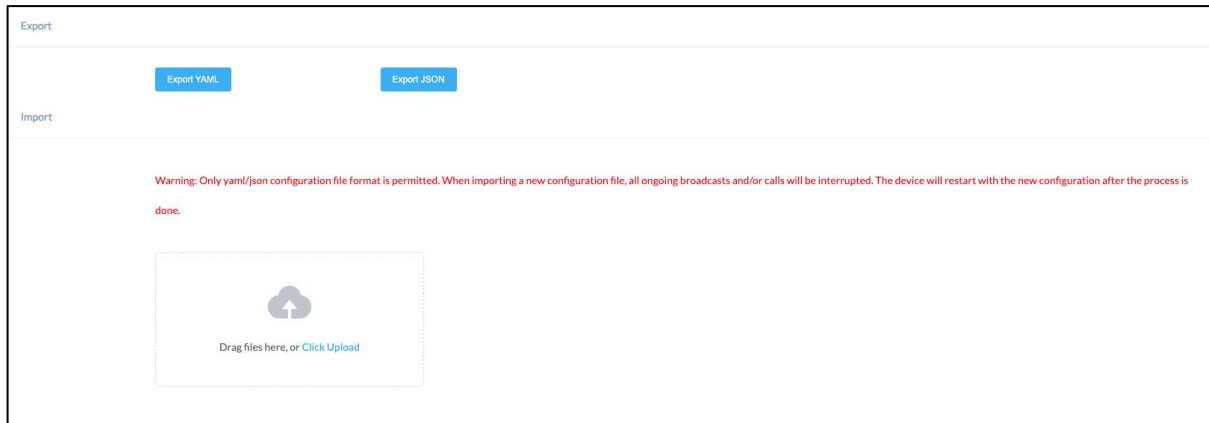 Export
Export YAML Export JSON
Import
Warning: Only yaml/json configuration file format is permitted. When importing a new configuration file, all ongoing broadcasts and/or calls will be interrupted. The device will restart with the new configuration after the process is
done.
Drag files here, or Click Upload